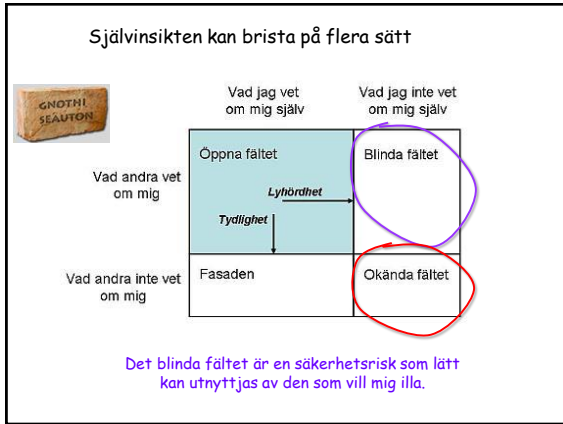 Självinsikten kan brista på flera sätt
GNOTHI
SEAUTON
Vad jag vet
om mig själv
Vad jag inte vet
om mig själv
Vad andra vet
om mig
Öppna fältet
Blinda fältet
Lyhördhet
Tydlighet
Vad andra inte vet
om mig
Fasaden
Okända fältet
Det blinda fältet är en säkerhetsrisk som lätt
kan utnyttjas av den som vill mig illa.